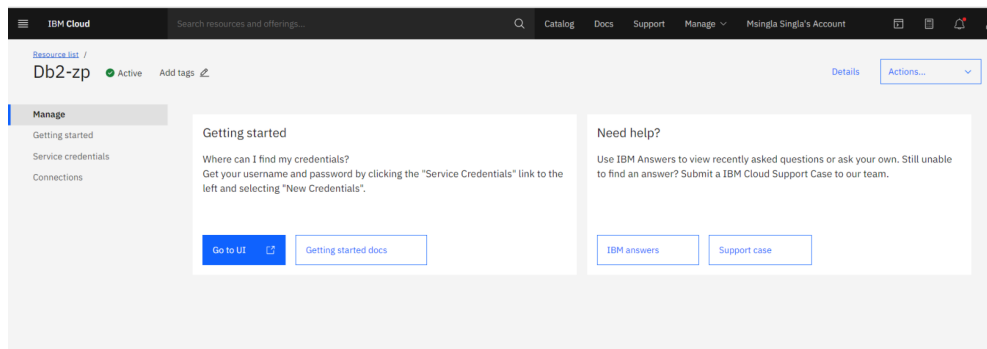 IBM Cloud
Search resources and offerings...
Catalog
Docs
Support
Manage
Msingla Singla's Account
Resource list /
Db2-zp
Active
Add tags
Details
Actions...
Manage
Getting started
Service credentials
Connections
Getting started
Where can I find my credentials?
Get your username and password by clicking the "Service Credentials" link to the
left and selecting "New Credentials".
Go to UI
Getting started docs
Need help?
Use IBM Answers to view recently asked questions or ask your own. Still unable
to find an answer? Submit a IBM Cloud Support Case to our team.
IBM answers
Support case